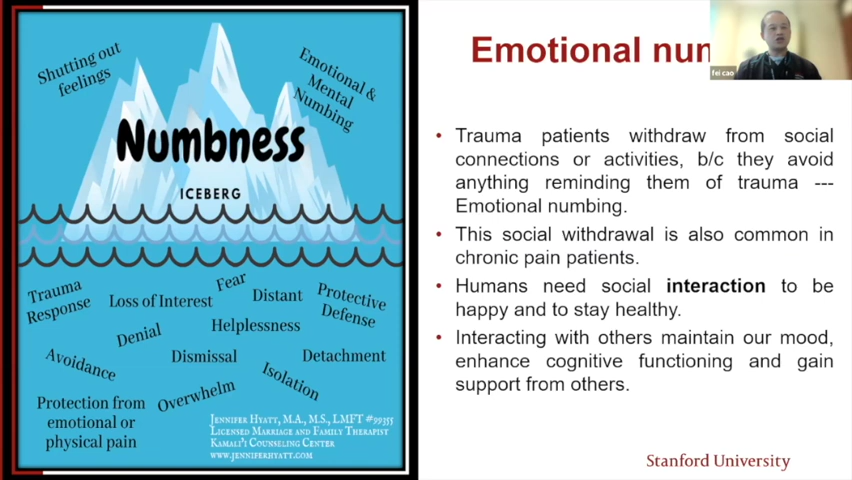 Shutting out
feelings
Emotional &
Mental
Numbing
Numbness
ICEBERG
Trauma
Response
Loss of Interest
Fear
Distant
Protective
Defense
Denial
Helplessness
Avoidance
Dismissal
Detachment
Isolation
Overwhelm
Protection from
emotional or
physical pain
Jennifer Hyatt, M.A., M.S., LMFT #99355
Licensed Marriage and Family Therapist
Kamali'i Counseling Center
www.jenniferhyatt.com
Emotional num
fei cao
• Trauma patients withdraw from social
connections or activities, b/c they avoid
anything reminding them of trauma ---
Emotional numbing.
• This social withdrawal is also common in
chronic pain patients.
• Humans need social interaction to be
happy and to stay healthy.
• Interacting with others maintain our mood,
enhance cognitive functioning and gain
support from others.
Stanford University